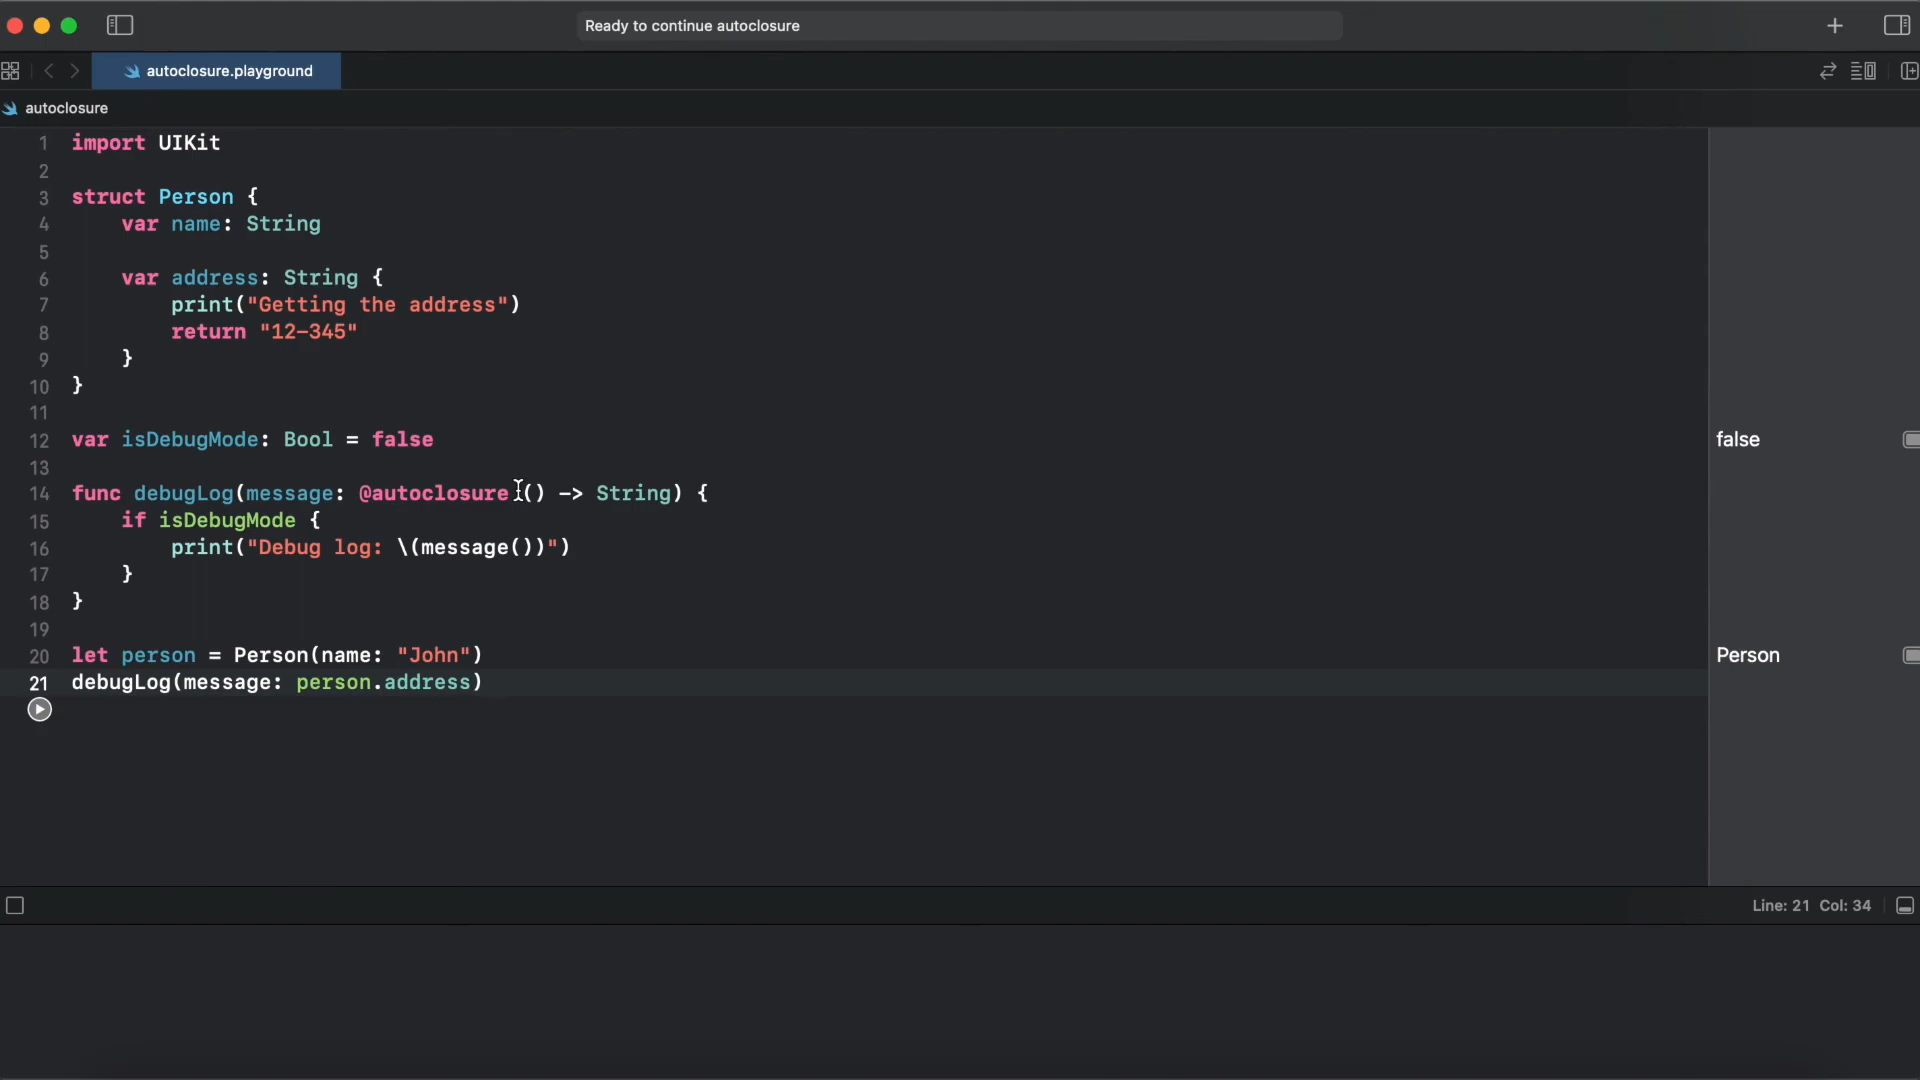 Ready to continue autoclosure
autoclosure.playground
autoclosure
1 import UIKit
2
3 struct Person {
4 var name: String
5
6 var address: String {
7 print("Getting the address")
8 return "12-345"
9 }
10 }
11
12 var isDebugMode: Bool = false
false
13
14 func debugLog(message: @autoclosure () -> String) {
15 if isDebugMode {
16 print("Debug log: \(message())")
17 }
18 }
19
20 let person = Person(name: "John")
Person
21 debugLog(message: person.address)
Line: 21 Col: 34